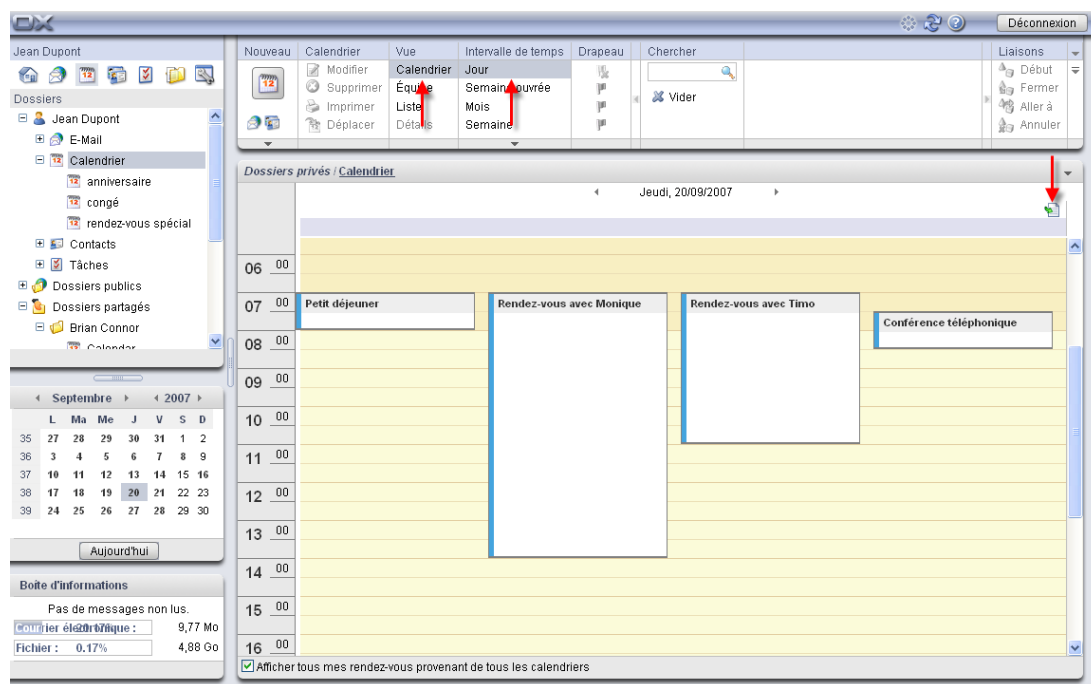 OX
Déconnexion
Jean Dupont
Dossiers
Jean Dupont
E-Mail
Calendrier
anniversaire
congé
rendez-vous spécial
Contacts
Tâches
Dossiers publics
Dossiers partagés
Brian Connor
Calendar
Septembre 2007
L Ma Me J V S D
35 27 28 29 30 31 1 2
36 3 4 5 6 7 8 9
37 10 11 12 13 14 15 16
38 17 18 19 20 21 22 23
39 24 25 26 27 28 29 30
Aujourd'hui
Boîte d'informations
Pas de messages non lus.
Courrier électronique : 9,77 Mo
Fichier : 0.17% 4,88 Go
Nouveau Calendrier Vue Intervalle de temps Drapeau Chercher Liaisons
Modifier Calendrier Jour Début
Supprimer Équipe Semaine ouvrée Vider Fermer
Imprimer Liste Mois Aller à
Déplacer Détails Semaine Annuler
12
Dossiers privés / Calendrier
Jeudi, 20/09/2007
06 00
07 00 Petit déjeuner Rendez-vous avec Monique Rendez-vous avec Timo
Conférence téléphonique
08 00
09 00
10 00
11 00
12 00
13 00
14 00
15 00
16 00
Afficher tous mes rendez-vous provenant de tous les calendriers